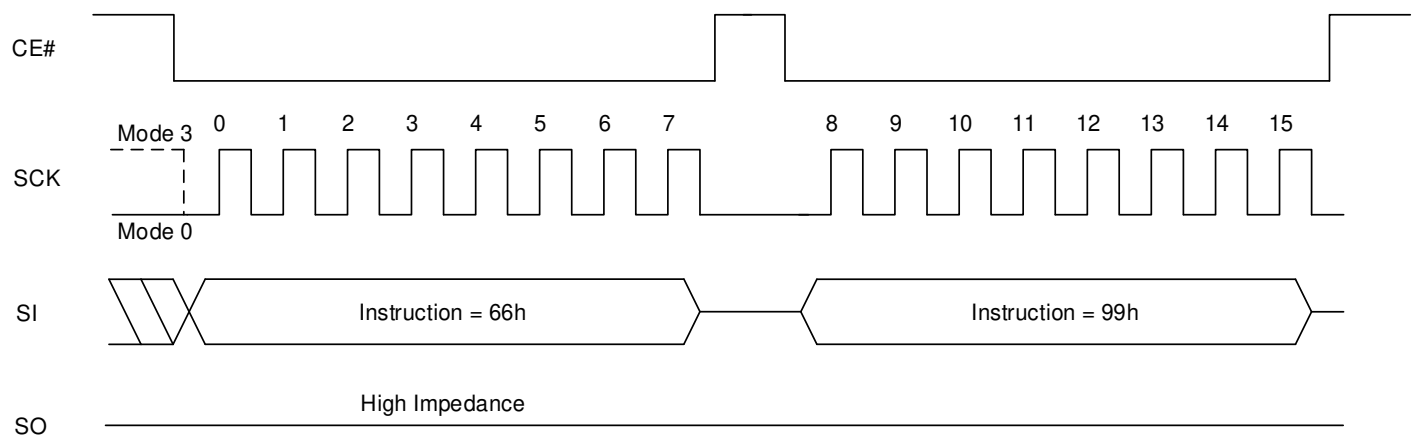 CE#
Mode 3
0 1 2 3 4 5 6 7 8 9 10 11 12 13 14 15
SCK
Mode 0
SI
Instruction = 66h
Instruction = 99h
High Impedance
SO